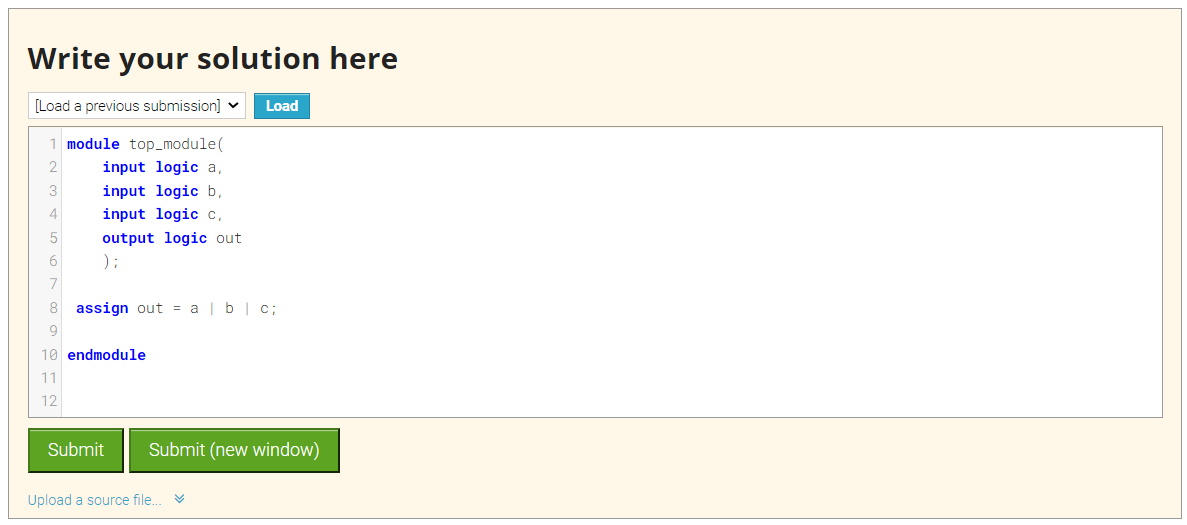 Write your solution here
[Load a previous submission] Load
1 module top_module(
2     input logic a,
3     input logic b,
4     input logic c,
5     output logic out
6     );
7
8  assign out = a | b | c;
9
10 endmodule
11
12
Submit Submit (new window)
Upload a source file...